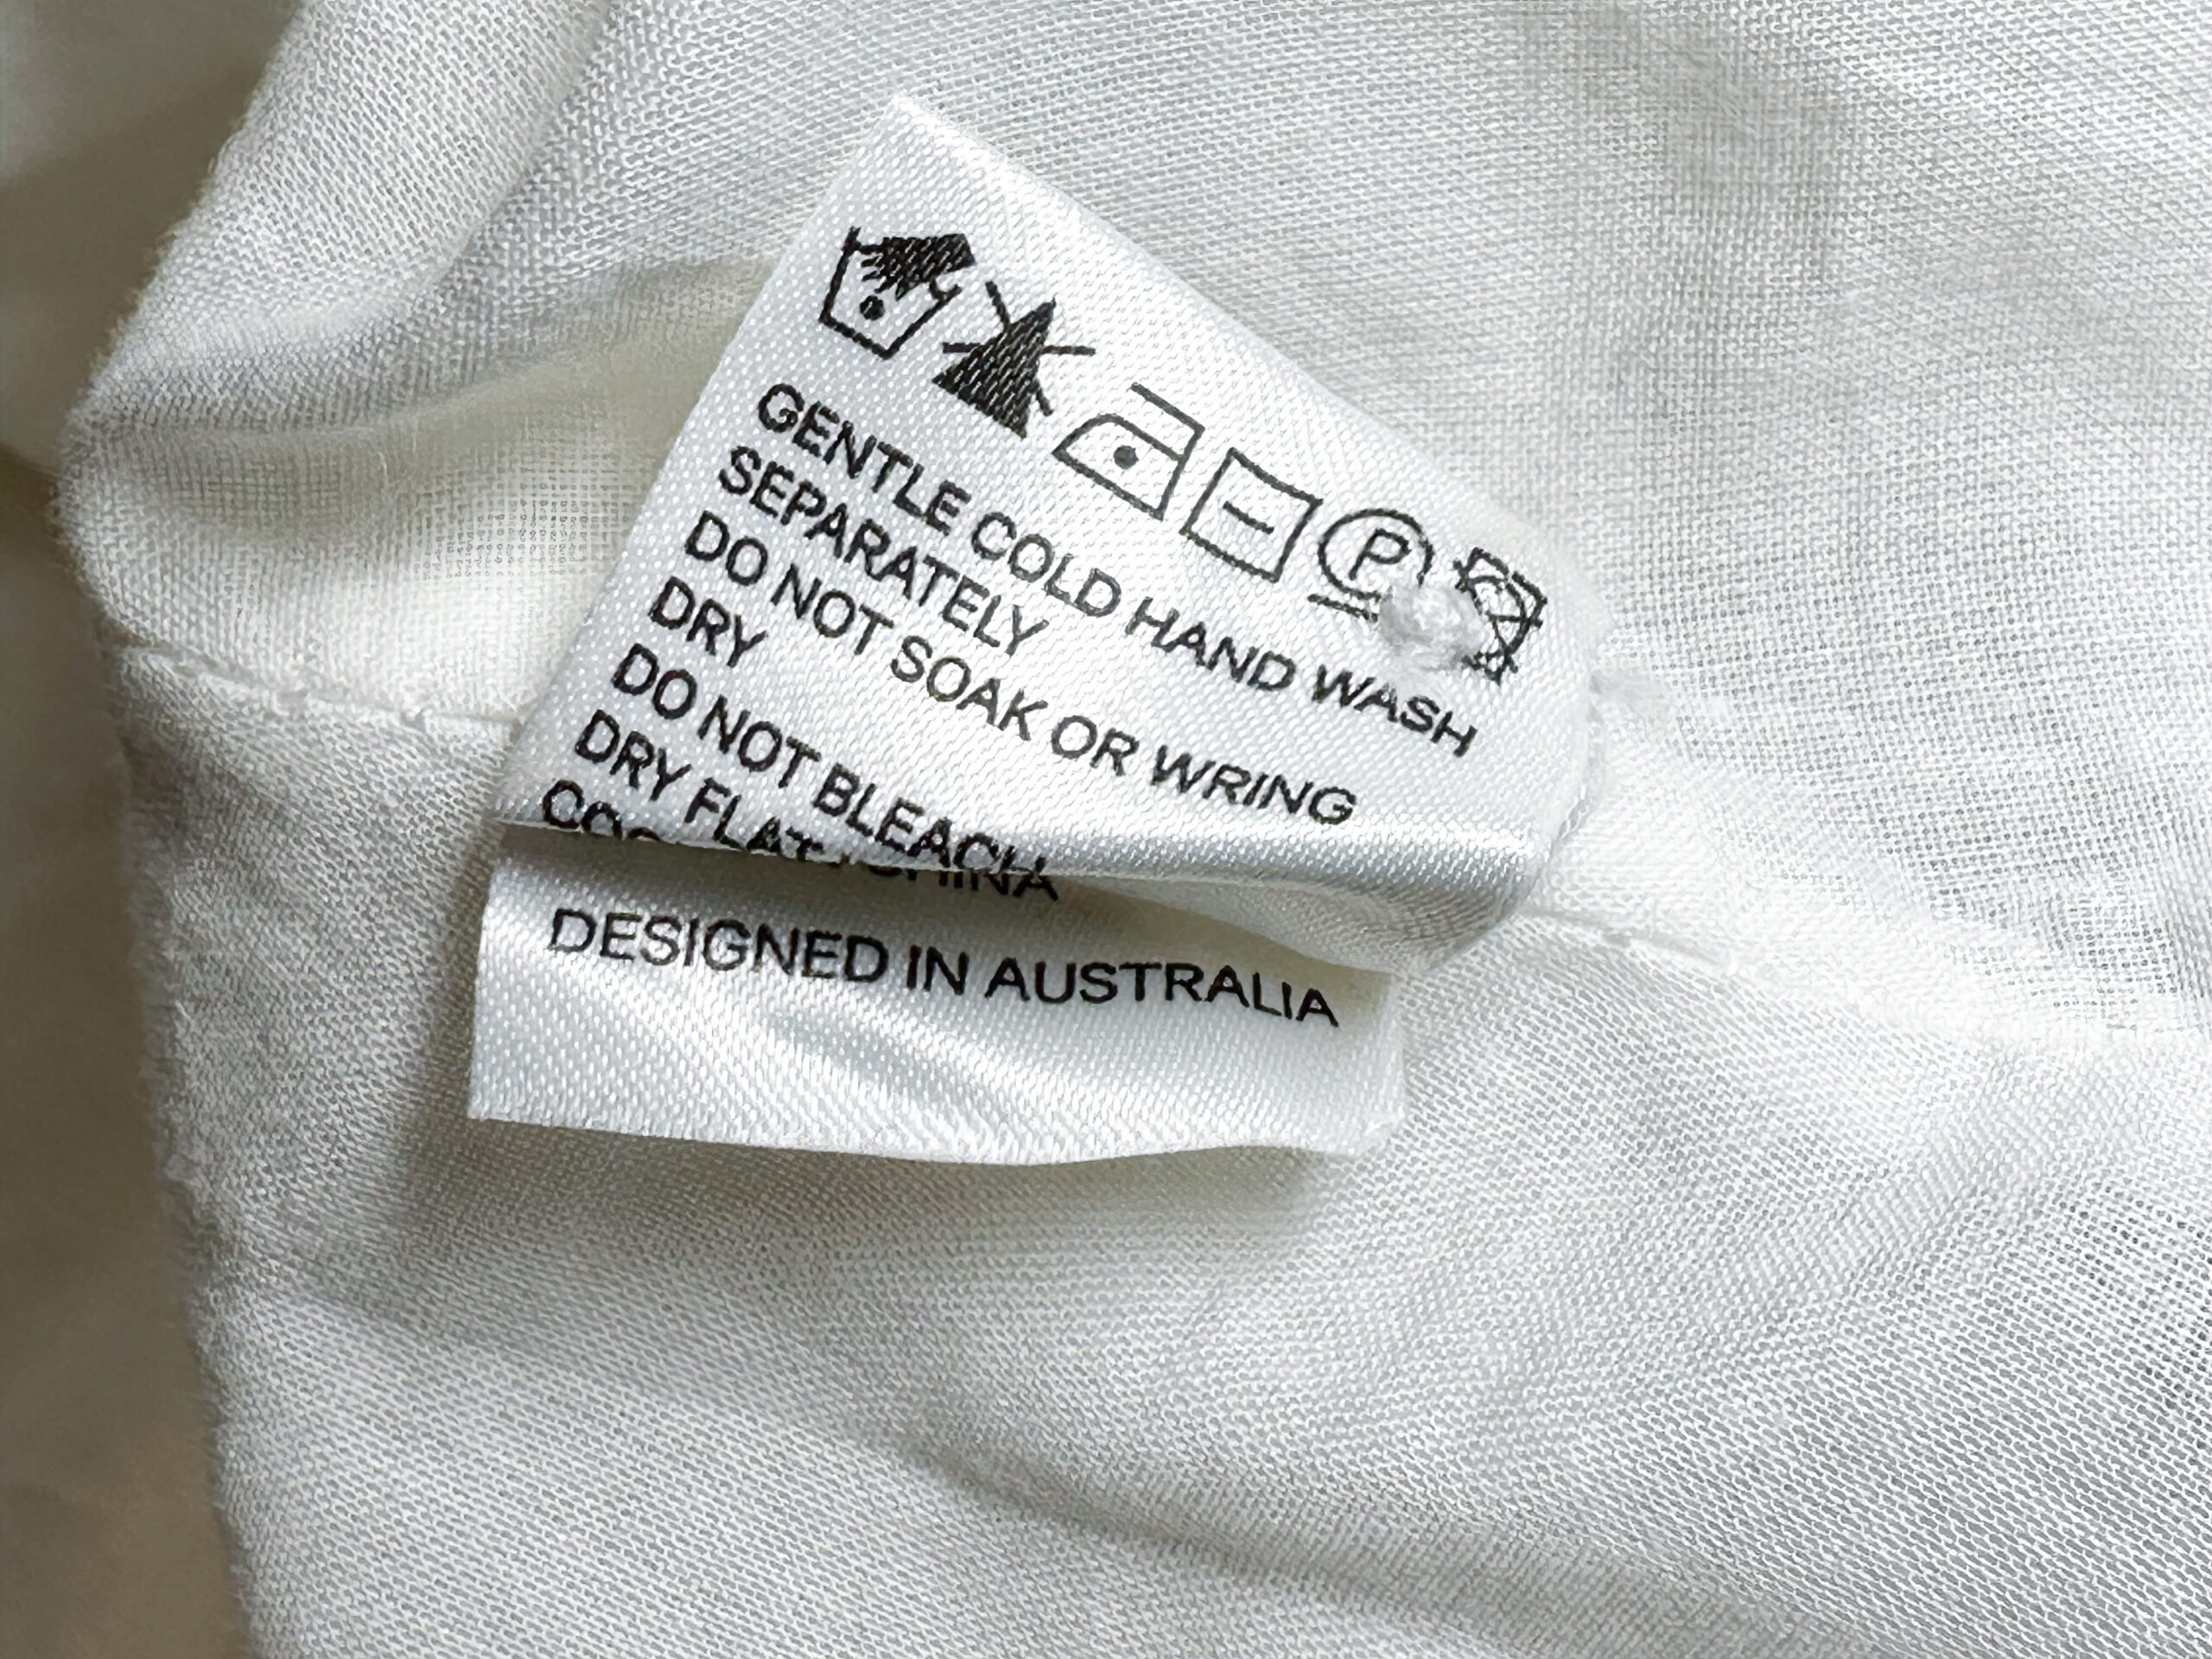 P
GENTLE COLD HAND WASH
SEPARATELY
DO NOT SOAK OR WRING
DRY
DO NOT BLEACH
DRY FLAT
CHINA
DESIGNED IN AUSTRALIA